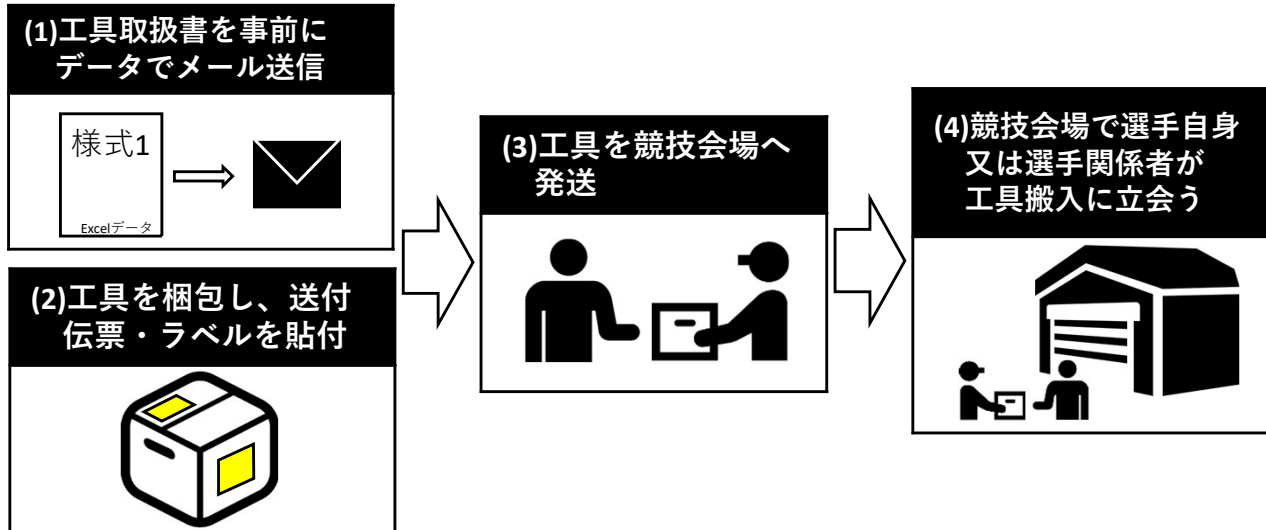 (1)工具取扱書を事前に
データでメール送信
様式1
Excelデータ
(2)工具を梱包し、送付
伝票・ラベルを貼付
(3)工具を競技会場へ
発送
(4)競技会場で選手自身
又は選手関係者が
工具搬入に立会う